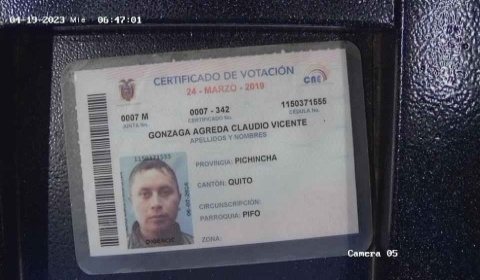 04-19-2023 Mié 06:47:01
CERTIFICADO DE VOTACIÓN
24 - MARZO - 2019
CNE
0007 M
JUNTA No.
0007 - 342
CERTIFICADO No.
1150371555
CÉDULA No.
GONZAGA AGREDA CLAUDIO VICENTE
APELLIDOS Y NOMBRES
1150371555
PROVINCIA: PICHINCHA
CANTÓN: QUITO
CIRCUNSCRIPCIÓN:
PARROQUIA: PIFO
ZONA:
Camera 05